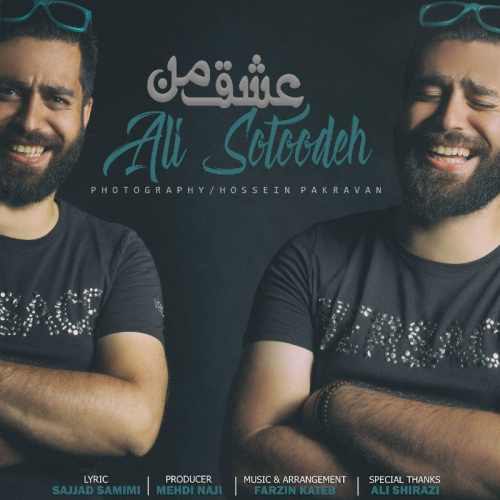 عشق من
Ali Sotoodeh
PHOTOGRAPHY/HOSSEIN PAKRAVAN
VERSACE
LYRIC
SAJJAD SAMIMI
PRODUCER
MEHDI NAJI
MUSIC & ARRANGEMENT
FARZIN KATEB
SPECIAL THANKS
ALI SHIRAZI